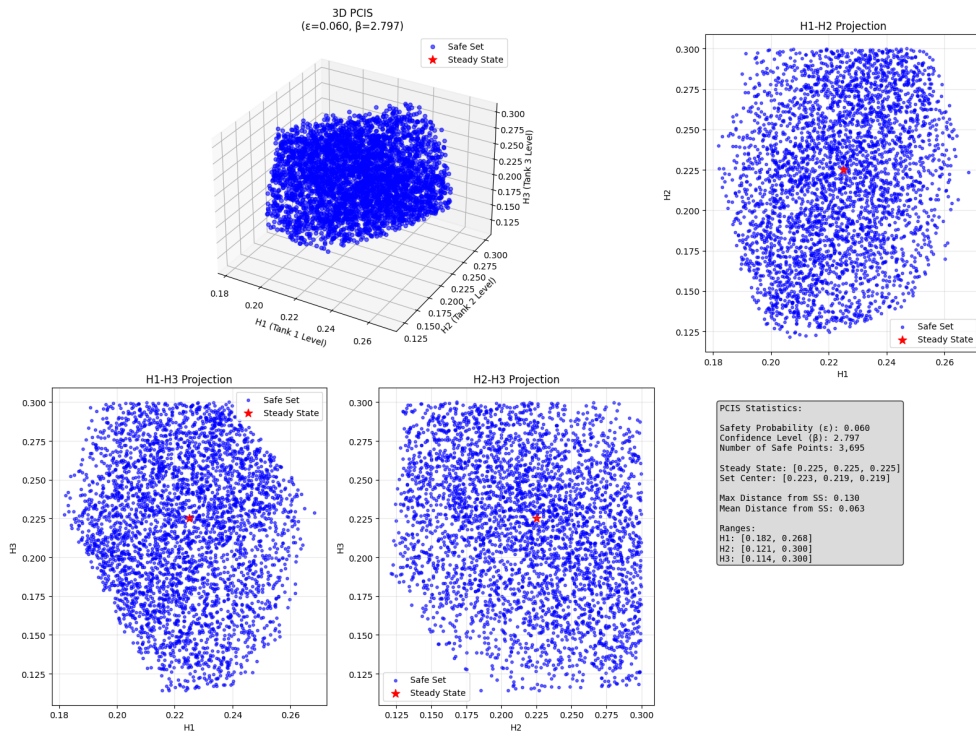 3D PCIS
(ε=0.060, β=2.797)
Safe Set
Steady State
0.300
0.275
0.250
0.225
0.200
0.175
0.150
0.125
H3 (Tank 3 Level)
0.300
0.275
0.250
0.225
0.200
0.175
0.150
0.125
H2 (Tank 2 Level)
0.18
0.20
0.22
0.24
0.26
H1 (Tank 1 Level)
H1-H2 Projection
0.300
0.275
0.250
0.225
0.200
0.175
0.150
0.125
H2
Safe Set
Steady State
0.18
0.20
0.22
0.24
0.26
H1
H1-H3 Projection
Safe Set
Steady State
0.300
0.275
0.250
0.225
0.200
0.175
0.150
0.125
H3
0.18
0.20
0.22
0.24
0.26
H1
H2-H3 Projection
0.300
0.275
0.250
0.225
0.200
0.175
0.150
0.125
H3
Safe Set
Steady State
0.125
0.150
0.175
0.200
0.225
0.250
0.275
0.300
H2
PCIS Statistics:
Safety Probability (ε): 0.060
Confidence Level (β): 2.797
Number of Safe Points: 3,695
Steady State: [0.225, 0.225, 0.225]
Set Center: [0.223, 0.219, 0.219]
Max Distance from SS: 0.130
Mean Distance from SS: 0.063
Ranges:
H1: [0.182, 0.268]
H2: [0.121, 0.300]
H3: [0.114, 0.300]